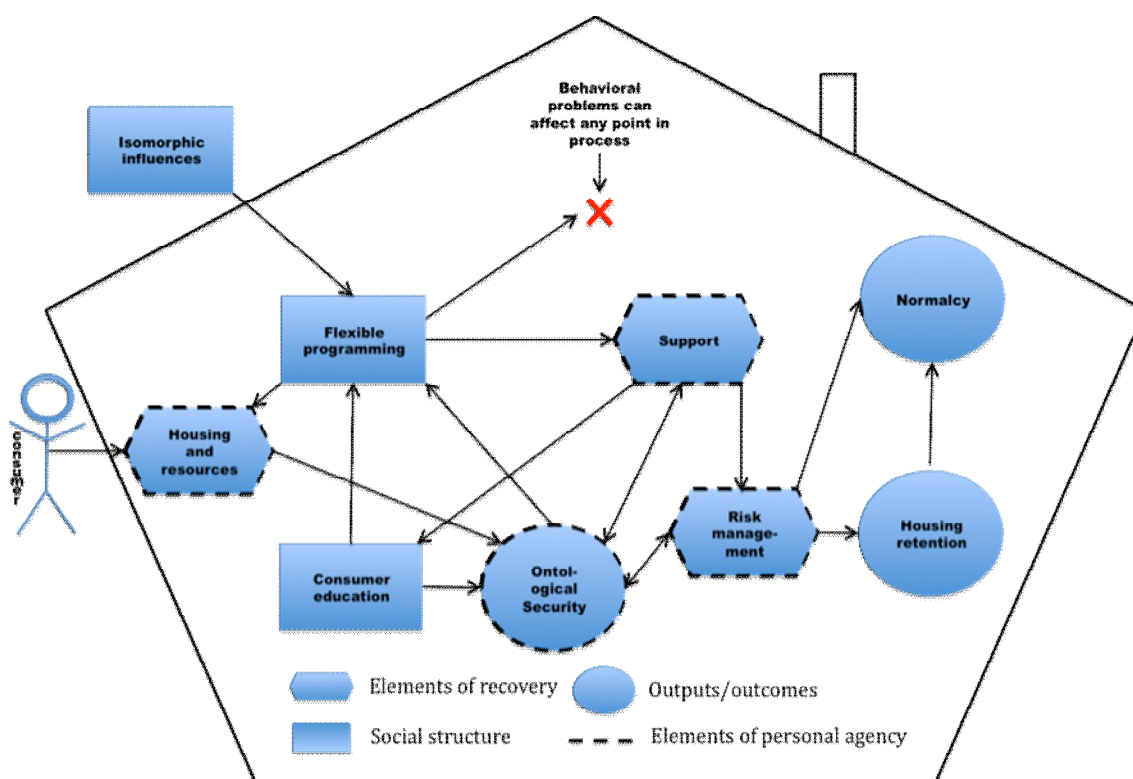 Behavioral
problems can
affect any point in
process
Isomorphic
influences
Flexible
programming
Support
Normalcy
consumer
Housing
and
resources
Risk
manage-
ment
Housing
retention
Consumer
education
Ontol-
ogical
Security
Elements of recovery
Outputs/outcomes
Social structure
Elements of personal agency